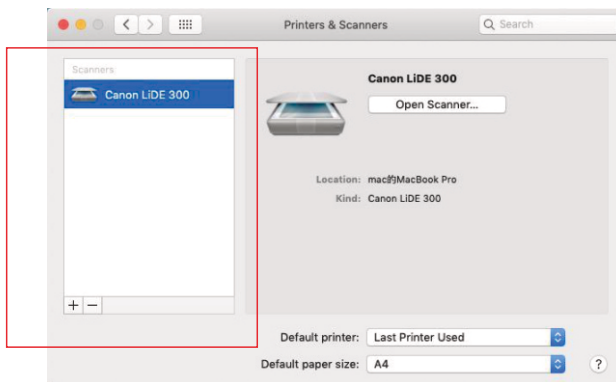 Printers & Scanners
Search
Scanners
Canon LiDE 300
+ −
Canon LiDE 300
Open Scanner...
Location: mac的MacBook Pro
Kind: Canon LiDE 300
Default printer: Last Printer Used
Default paper size: A4
?